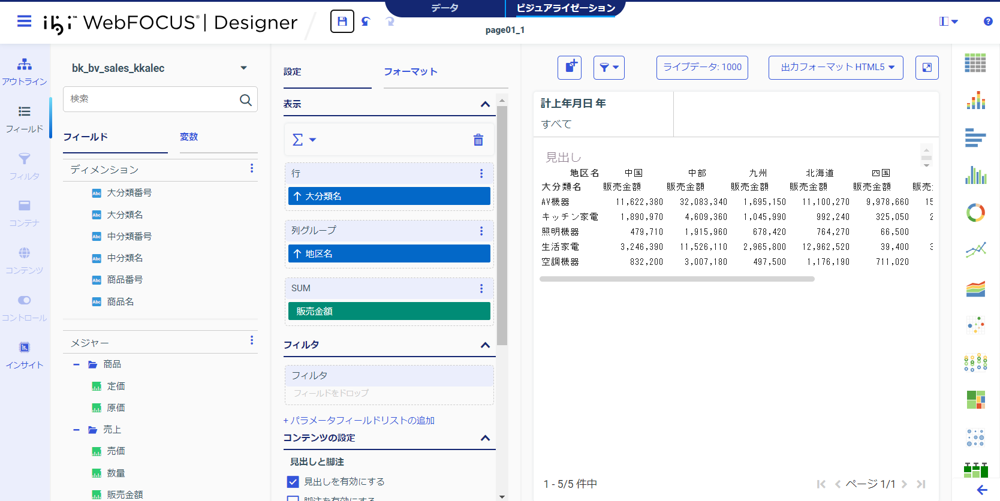 データ
ビジュアライゼーション
ibi™ WebFOCUS® | Designer
page01_1
アウトライン
フィールド
フィルタ
コンテナ
コンテンツ
コントロール
インサイト
bk_bv_sales_kkalec
検索
フィールド 変数
ディメンション
Abc 大分類番号
Abc 大分類名
Abc 中分類番号
Abc 中分類名
Abc 商品番号
Abc 商品名
メジャー
商品
定価
原価
売上
売価
数量
販売金額
設定 フォーマット
表示
Σ
行
↑ 大分類名
列グループ
↑ 地区名
SUM
販売金額
フィルタ
フィルタ
フィールドをドロップ
+ パラメータフィールドリストの追加
コンテンツの設定
見出しと脚注
見出しを有効にする
脚注を有効にする
ライブデータ: 1000
出力フォーマット HTML5
計上年月日 年
すべて
見出し
地区名 中国 中部 九州 北海道 四国
大分類名 販売金額 販売金額 販売金額 販売金額 販売金額 販売
AV機器 11,622,380 32,083,340 1,695,150 11,100,270 9,978,660 15
キッチン家電 1,890,970 4,609,360 1,045,990 992,240 325,050 2
照明機器 479,710 1,915,960 678,420 764,270 66,500
生活家電 3,246,390 11,526,110 2,965,800 12,962,520 39,400 3
空調機器 832,200 3,007,180 497,500 1,176,190 711,020
1 - 5/5 件中
ページ 1/1